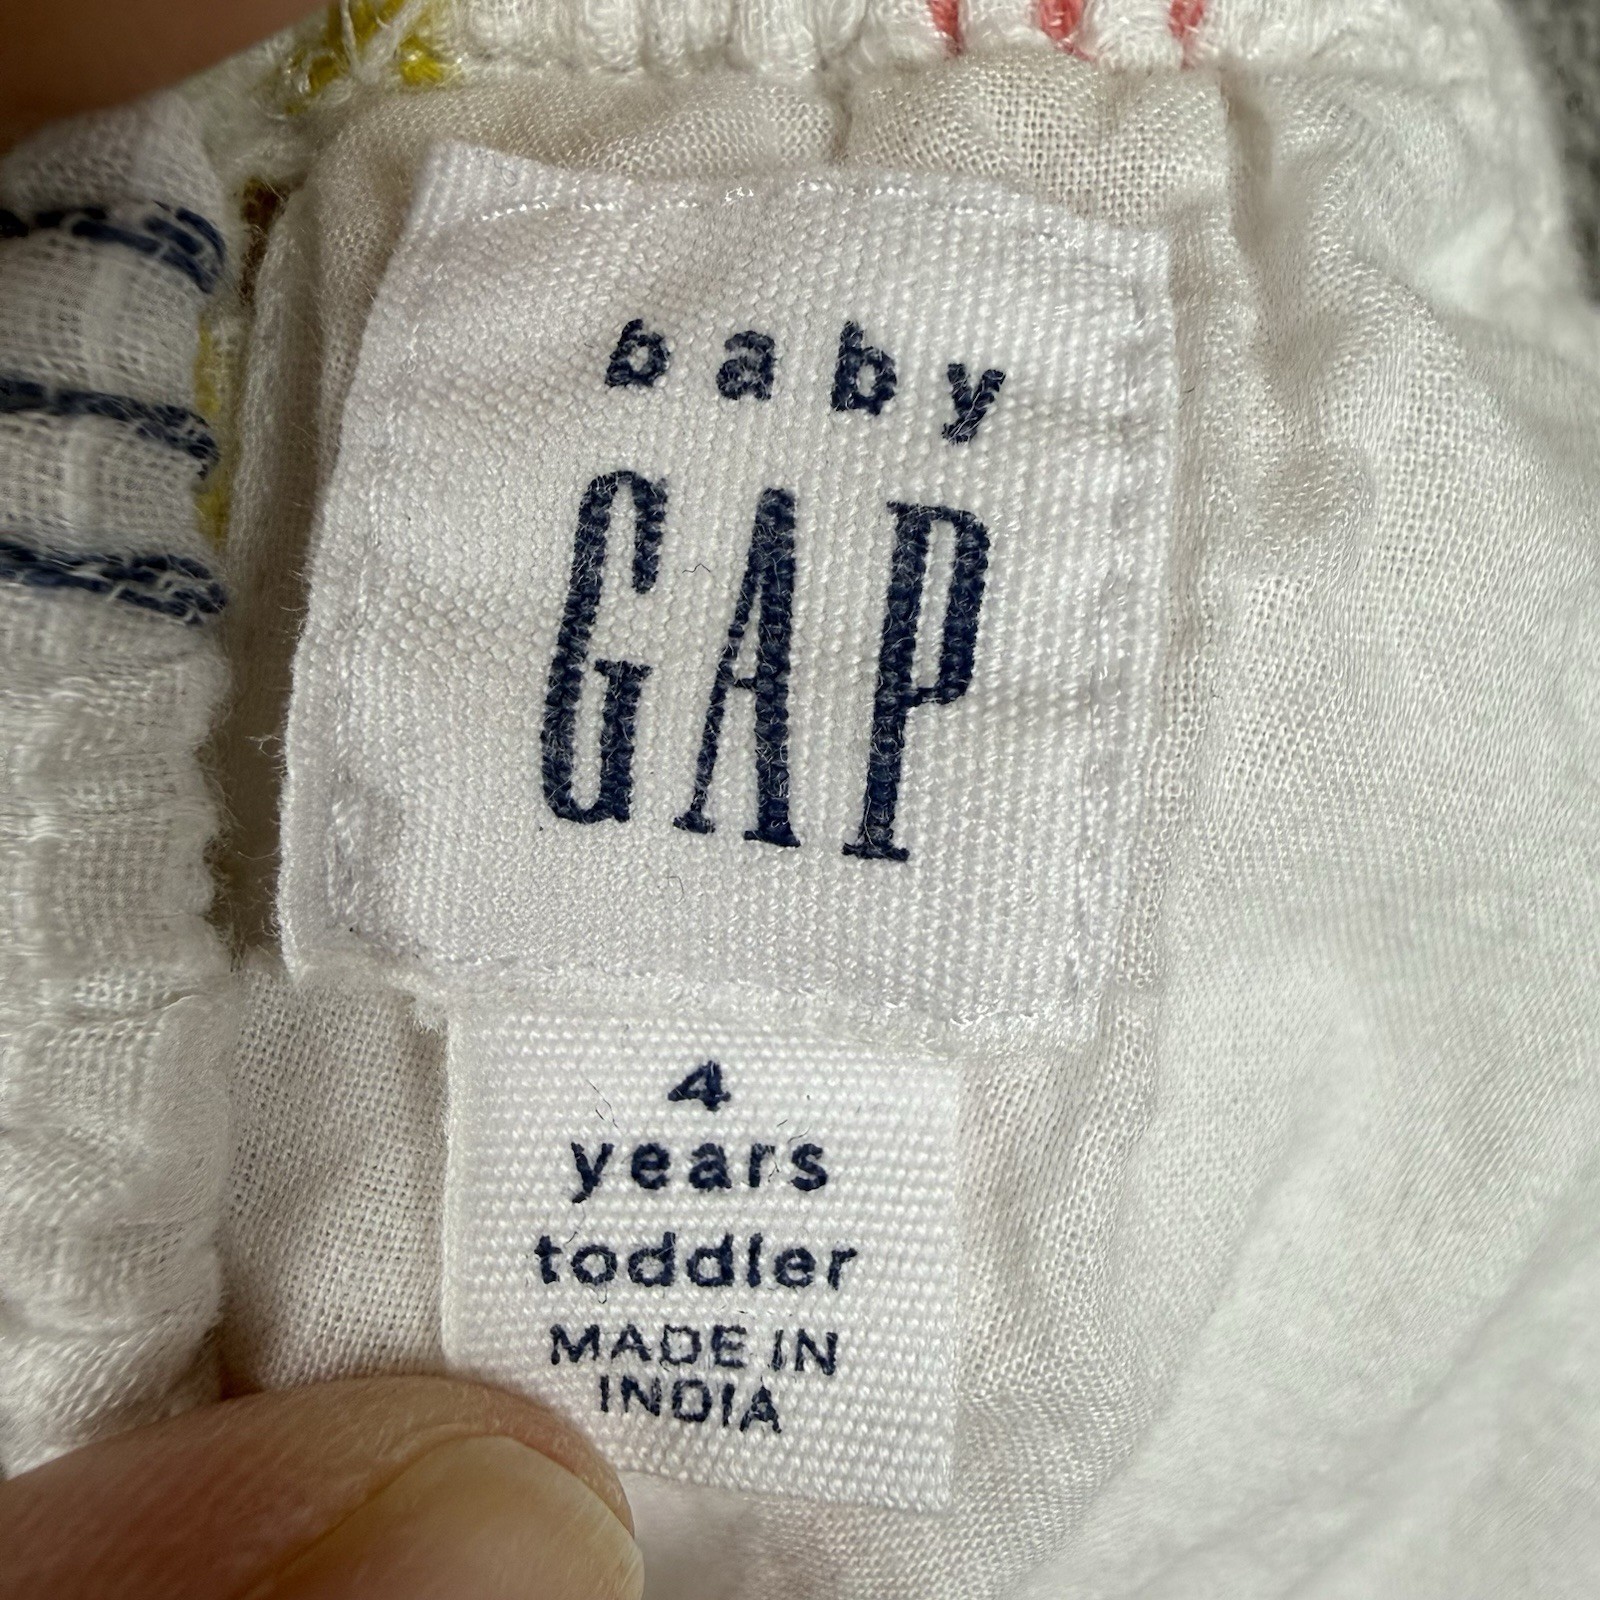 baby
GAP
4
years
toddler
MADE IN
INDIA